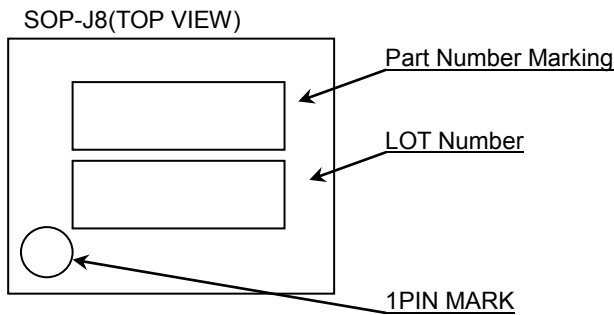 SOP-J8(TOP VIEW)
Part Number Marking
LOT Number
1PIN MARK